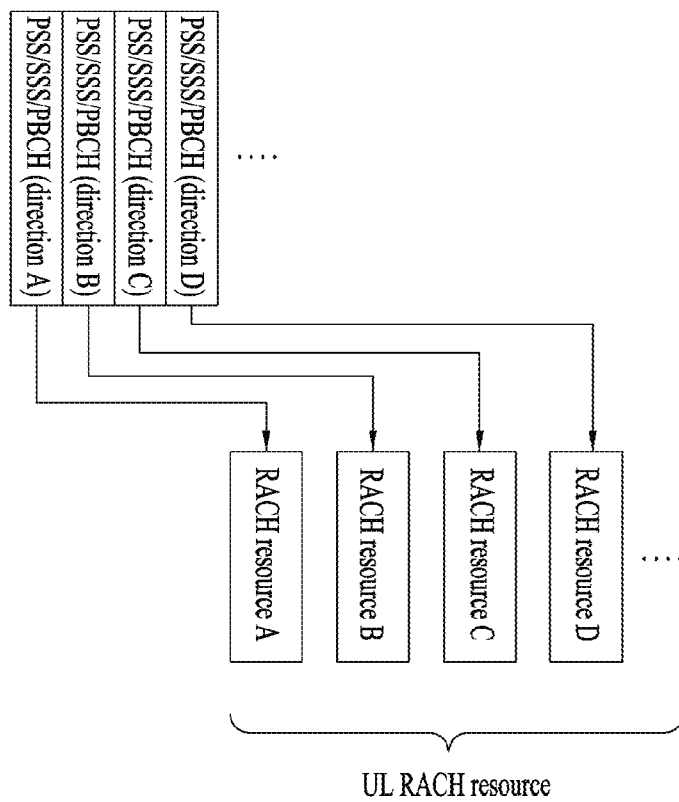 PSS/SSS/PBCH (direction A)
PSS/SSS/PBCH (direction B)
PSS/SSS/PBCH (direction C)
PSS/SSS/PBCH (direction D)
....
RACH resource A
RACH resource B
RACH resource C
RACH resource D
....
UL RACH resource